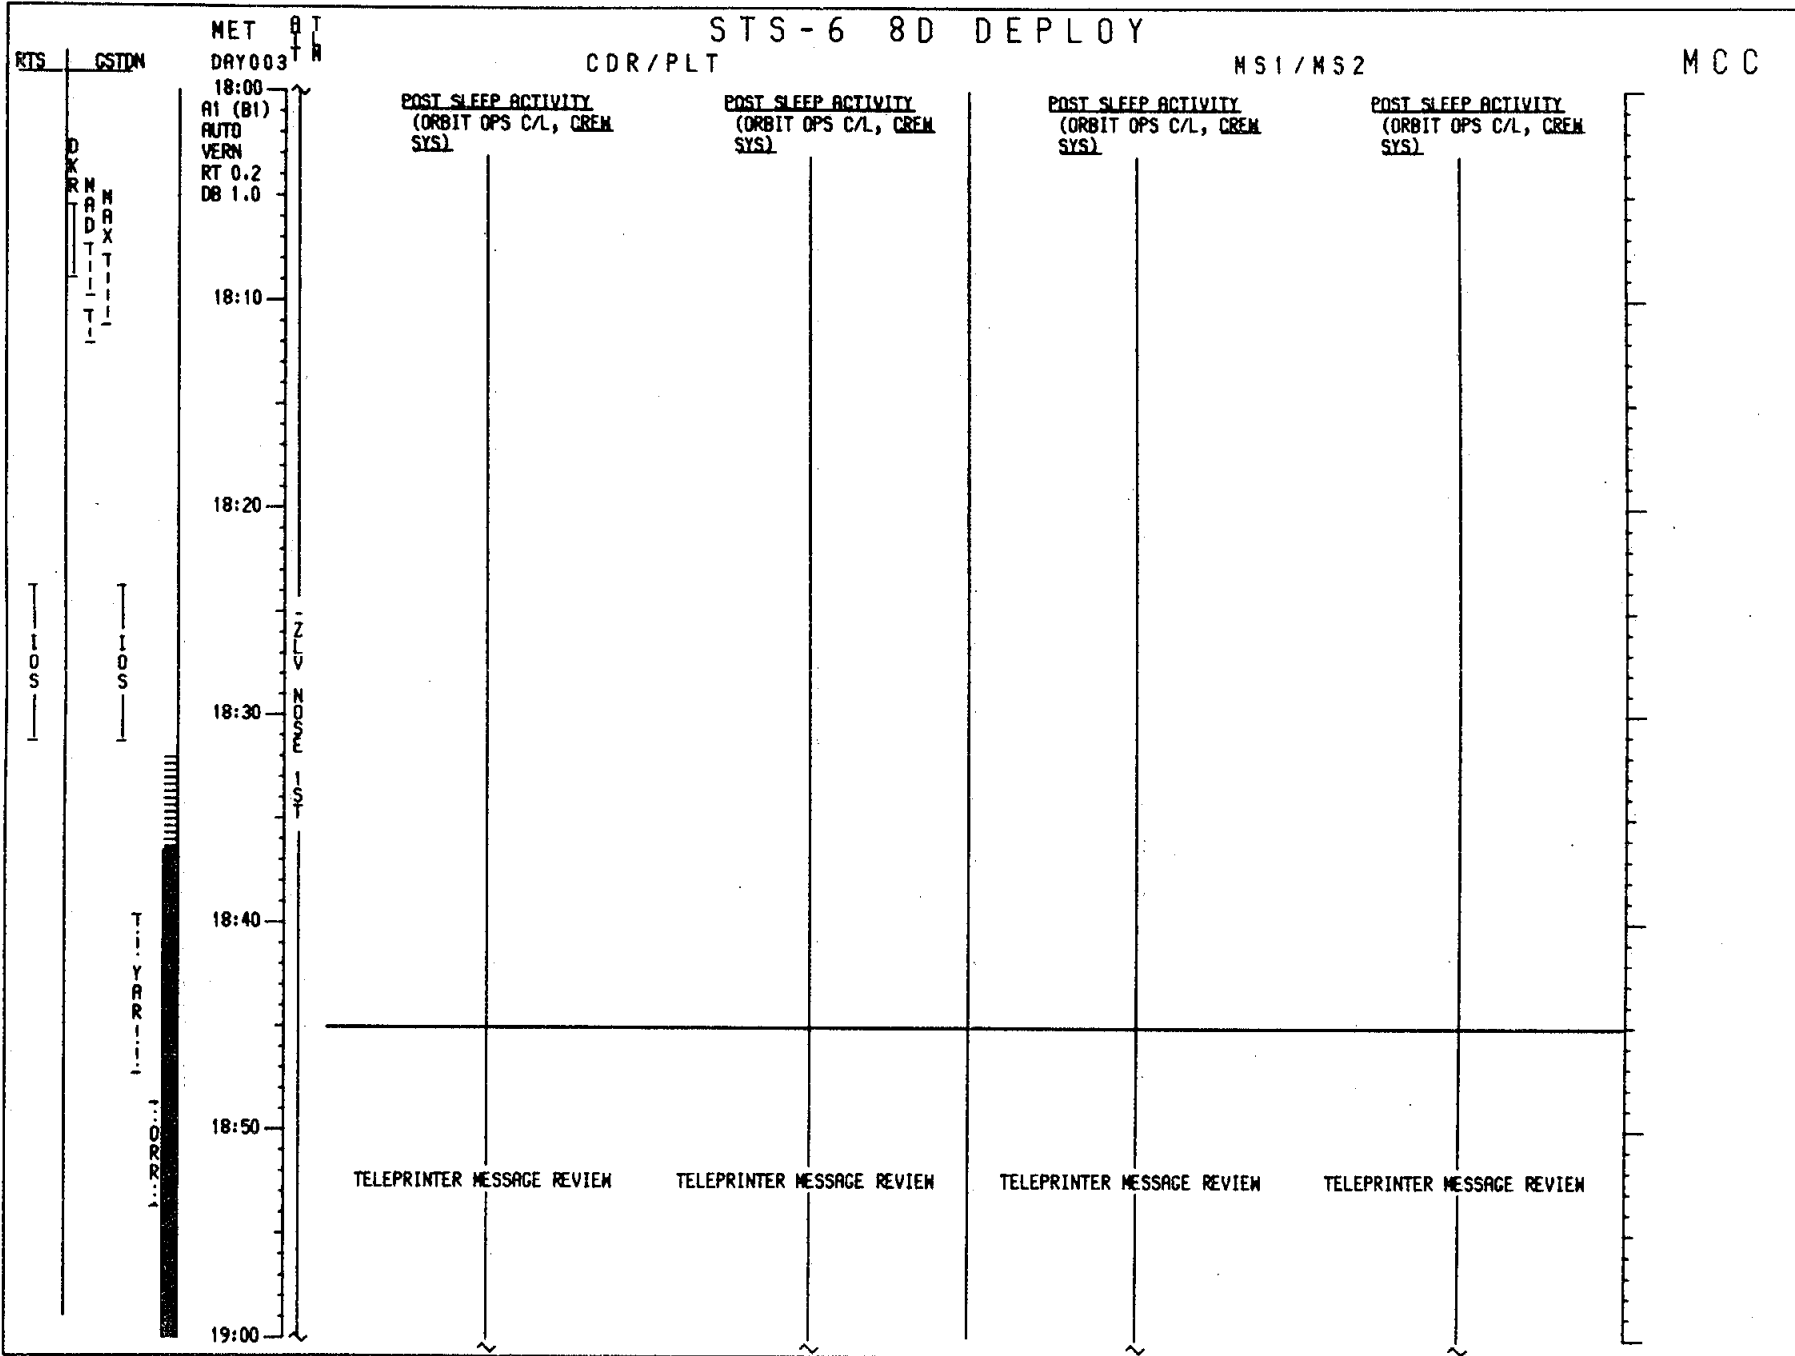 STS-6 8D DEPLOY
MET
ATT
TLM
RTS
GSTDN
DAY003
CDR/PLT
MS1/MS2
MCC
18:00
A1 (B1)
AUTO
VERN
RT 0.2
DB 1.0
POST SLEEP ACTIVITY
(ORBIT OPS C/L, CREW
SYS)
POST SLEEP ACTIVITY
(ORBIT OPS C/L, CREW
SYS)
POST SLEEP ACTIVITY
(ORBIT OPS C/L, CREW
SYS)
POST SLEEP ACTIVITY
(ORBIT OPS C/L, CREW
SYS)
DKR
MAD
MAX
18:10
18:20
IOS
IOS
-ZLV NOSE 1ST
18:30
18:40
YAR
18:50
ORR
TELEPRINTER MESSAGE REVIEW
TELEPRINTER MESSAGE REVIEW
TELEPRINTER MESSAGE REVIEW
TELEPRINTER MESSAGE REVIEW
19:00